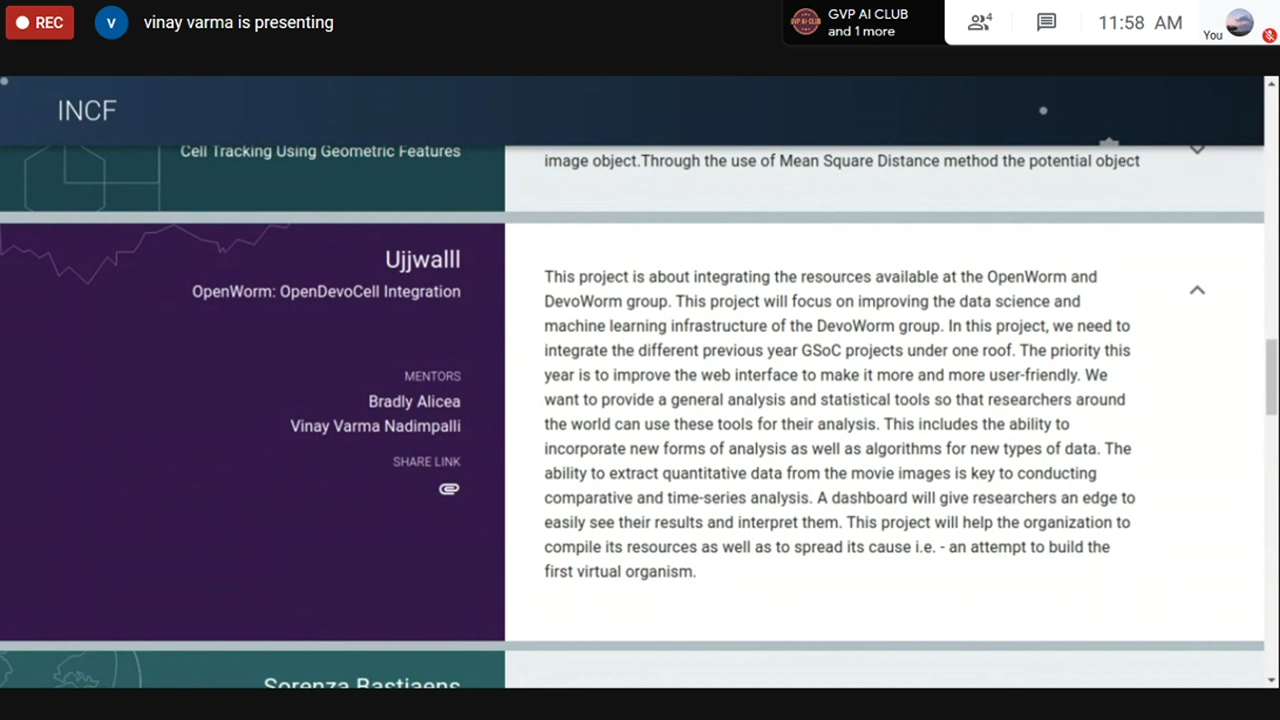 REC
v
vinay varma is presenting
GVP AI CLUB
and 1 more
4
11:58 AM
You
GVP AI-CLUB
INCF
Cell Tracking Using Geometric Features
image object.Through the use of Mean Square Distance method the potential object
Ujjwalll
OpenWorm: OpenDevoCell Integration
MENTORS
Bradly Alicea
Vinay Varma Nadimpalli
SHARE LINK
This project is about integrating the resources available at the OpenWorm and
DevoWorm group. This project will focus on improving the data science and
machine learning infrastructure of the DevoWorm group. In this project, we need to
integrate the different previous year GSoC projects under one roof. The priority this
year is to improve the web interface to make it more and more user-friendly. We
want to provide a general analysis and statistical tools so that researchers around
the world can use these tools for their analysis. This includes the ability to
incorporate new forms of analysis as well as algorithms for new types of data. The
ability to extract quantitative data from the movie images is key to conducting
comparative and time-series analysis. A dashboard will give researchers an edge to
easily see their results and interpret them. This project will help the organization to
compile its resources as well as to spread its cause i.e. - an attempt to build the
first virtual organism.
Sorenza Bastiaens